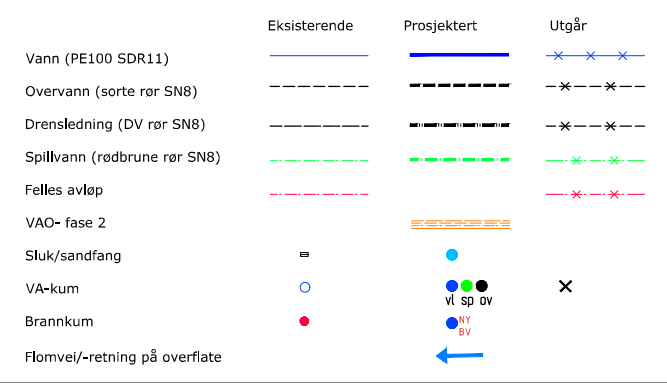 Eksisterende Prosjektert Utgår
Vann (PE100 SDR11)
Overvann (sorte rør SN8)
Drensledning (DV rør SN8)
Spillvann (rødbrune rør SN8)
Felles avløp
VAO- fase 2
Sluk/sandfang
VA-kum
vl sp ov
Brannkum
NY
BV
Flomvei/-retning på overflate